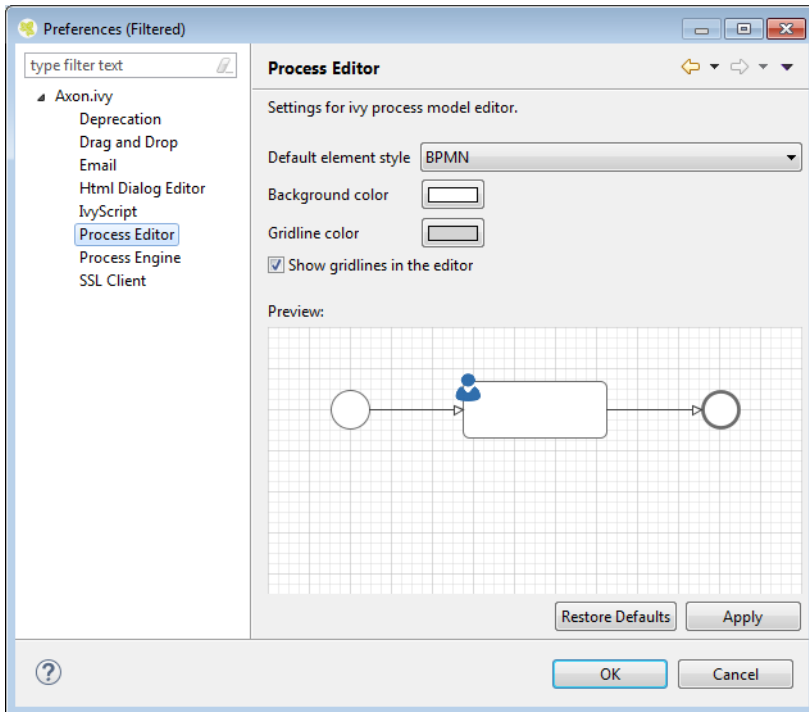 Preferences (Filtered)
type filter text
Axon.ivy
Deprecation
Drag and Drop
Email
Html Dialog Editor
IvyScript
Process Editor
Process Engine
SSL Client
Process Editor
Settings for ivy process model editor.
Default element style BPMN
Background color
Gridline color
Show gridlines in the editor
Preview:
Restore Defaults Apply
? OK Cancel